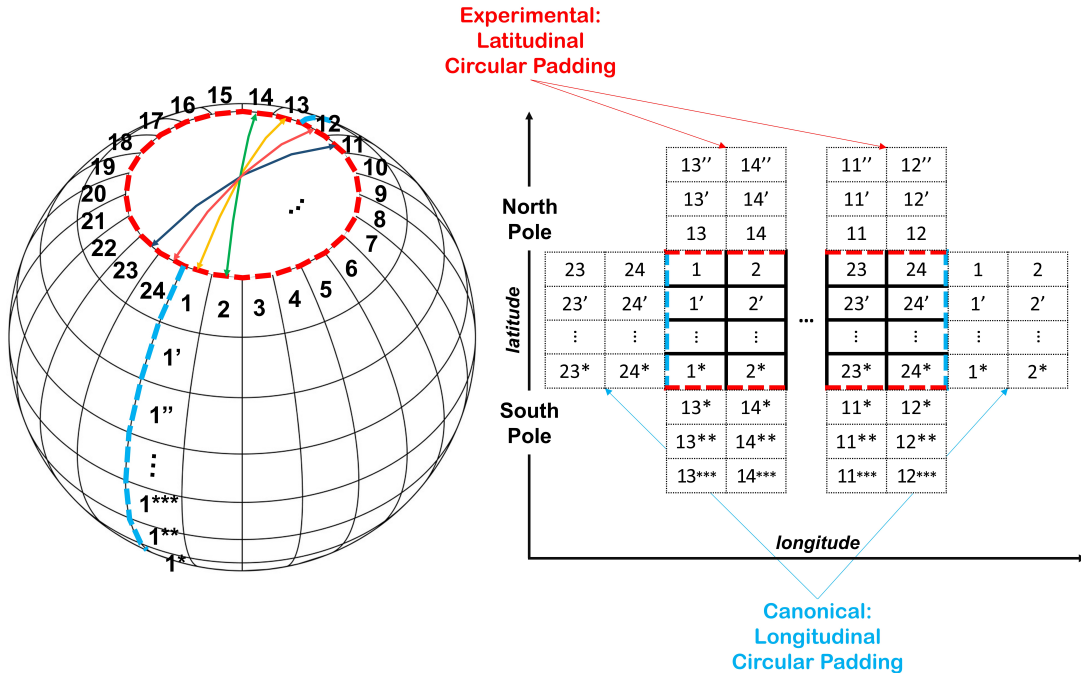 Experimental:
Latitudinal
Circular Padding
15
14
16
13
17
12
18
11
19
10
20
9
21
8
22
7
23
6
24
5
1
2
3
4
1’
1”
⋮
1***
1**
1*
North
Pole
latitude
South
Pole
13’’ 14’’ 11’’ 12’’
13’ 14’ 11’ 12’
13 14 11 12
23 24 1 2 23 24 1 2
23’ 24’ 1’ 2’ ... 23’ 24’ 1’ 2’
⋮ ⋮ ⋮ ⋮ ⋮ ⋮ ⋮ ⋮
23* 24* 1* 2* 23* 24* 1* 2*
13* 14* 11* 12*
13** 14** 11** 12**
13*** 14*** 11*** 12***
longitude
Canonical:
Longitudinal
Circular Padding